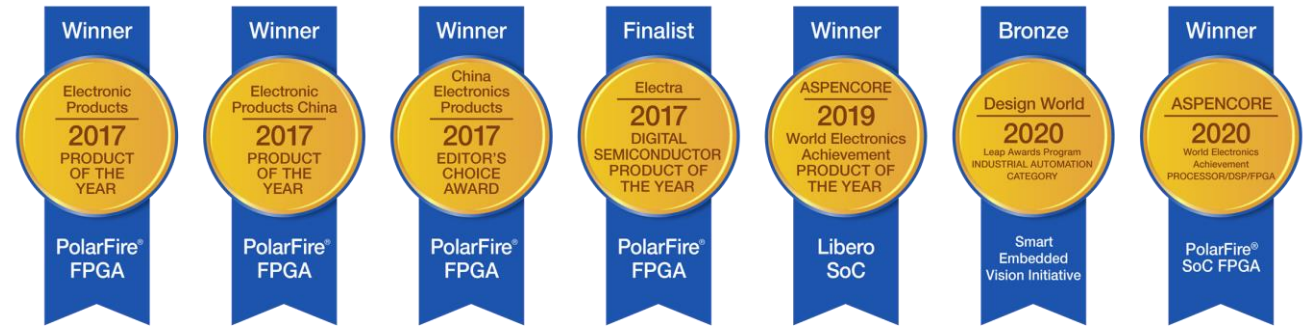 Winner
Electronic
Products
2017
PRODUCT
OF THE
YEAR
PolarFire®
FPGA
Winner
Electronic
Products China
2017
PRODUCT
OF THE
YEAR
PolarFire®
FPGA
Winner
China
Electronics
Products
2017
EDITOR'S
CHOICE
AWARD
PolarFire®
FPGA
Finalist
Electra
2017
DIGITAL
SEMICONDUCTOR
PRODUCT OF
THE YEAR
PolarFire®
FPGA
Winner
ASPENCORE
2019
World Electronics
Achievement
PRODUCT OF
THE YEAR
Libero
SoC
Bronze
Design World
2020
Leap Awards Program
INDUSTRIAL AUTOMATION
CATEGORY
Smart
Embedded
Vision Initiative
Winner
ASPENCORE
2020
World Electronics
Achievement
PROCESSOR/DSP/FPGA
PolarFire®
SoC FPGA